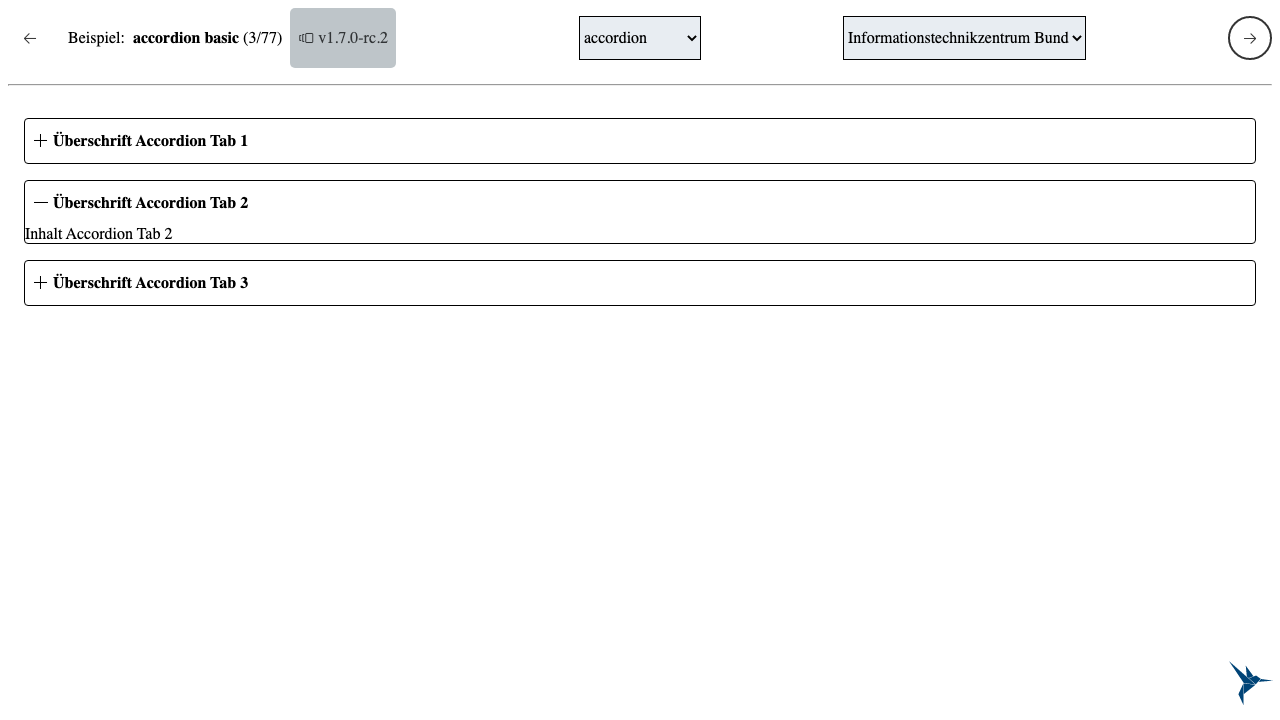 Beispiel: accordion basic (3/77) v1.7.0-rc.2 accordion Informationstechnikzentrum Bund
Überschrift Accordion Tab 1
Überschrift Accordion Tab 2
Inhalt Accordion Tab 2
Überschrift Accordion Tab 3